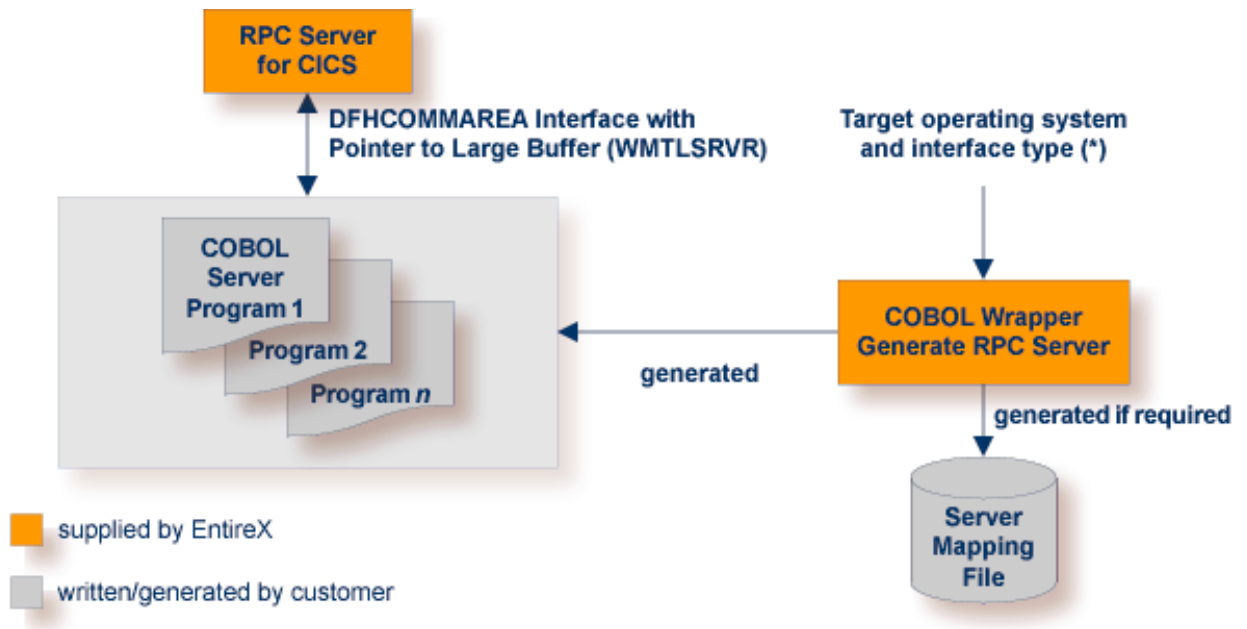 RPC Server
for CICS
DFHCOMMAREA Interface with
Pointer to Large Buffer (WMTLSRVR)
Target operating system
and interface type (*)
COBOL
Server
Program 1
Program 2
Program n
COBOL Wrapper
Generate RPC Server
generated
generated if required
Server
Mapping
File
supplied by EntireX
written/generated by customer